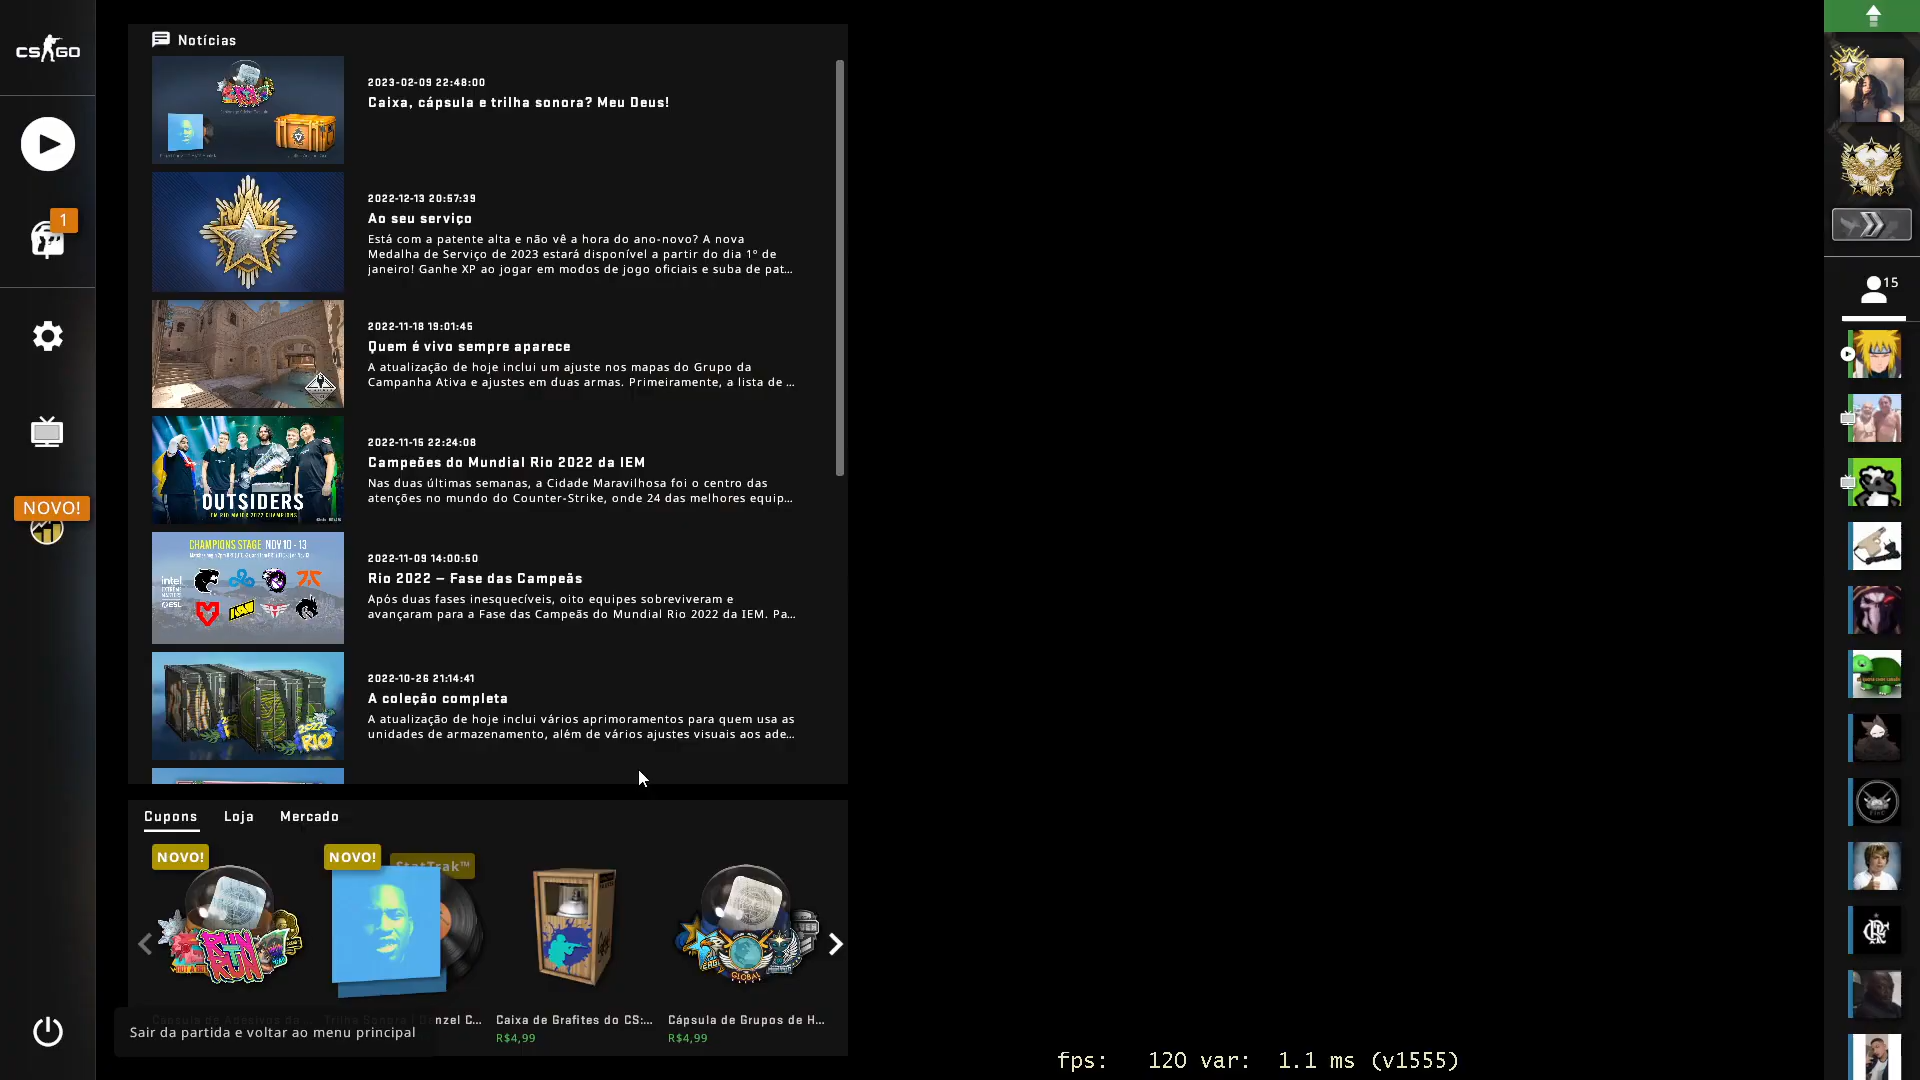 CS GO
Notícias
2023-02-09 22:48:00
Caixa, cápsula e trilha sonora? Meu Deus!
2022-12-13 20:57:39
Ao seu serviço
Está com a patente alta e não vê a hora do ano-novo? A nova
Medalha de Serviço de 2023 estará disponível a partir do dia 1º de
janeiro! Ganhe XP ao jogar em modos de jogo oficiais e suba de pat...
2022-11-18 19:01:45
Quem é vivo sempre aparece
A atualização de hoje inclui um ajuste nos mapas do Grupo da
Campanha Ativa e ajustes em duas armas. Primeiramente, a lista de ...
OUTSIDERS
2022-11-15 22:24:08
Campeões do Mundial Rio 2022 da IEM
Nas duas últimas semanas, a Cidade Maravilhosa foi o centro das
atenções no mundo do Counter-Strike, onde 24 das melhores equip...
CHAMPIONS STAGE NOV 10 - 13
intel
ESL
2022-11-09 14:00:50
Rio 2022 – Fase das Campeãs
Após duas fases inesquecíveis, oito equipes sobreviveram e
avançaram para a Fase das Campeãs do Mundial Rio 2022 da IEM. Pa...
2022
RIO
2022-10-26 21:14:41
A coleção completa
A atualização de hoje inclui vários aprimoramentos para quem usa as
unidades de armazenamento, além de vários ajustes visuais aos ade...
1
NOVO!
15
Cupons Loja Mercado
NOVO!
NOVO!
StatTrak™
RUN
RUN
GLOBAL
Caixa de Grafites do CS:...
R$4,99
Cápsula de Grupos de H...
R$4,99
Sair da partida e voltar ao menu principal
fps: 120 var: 1.1 ms (v1555)